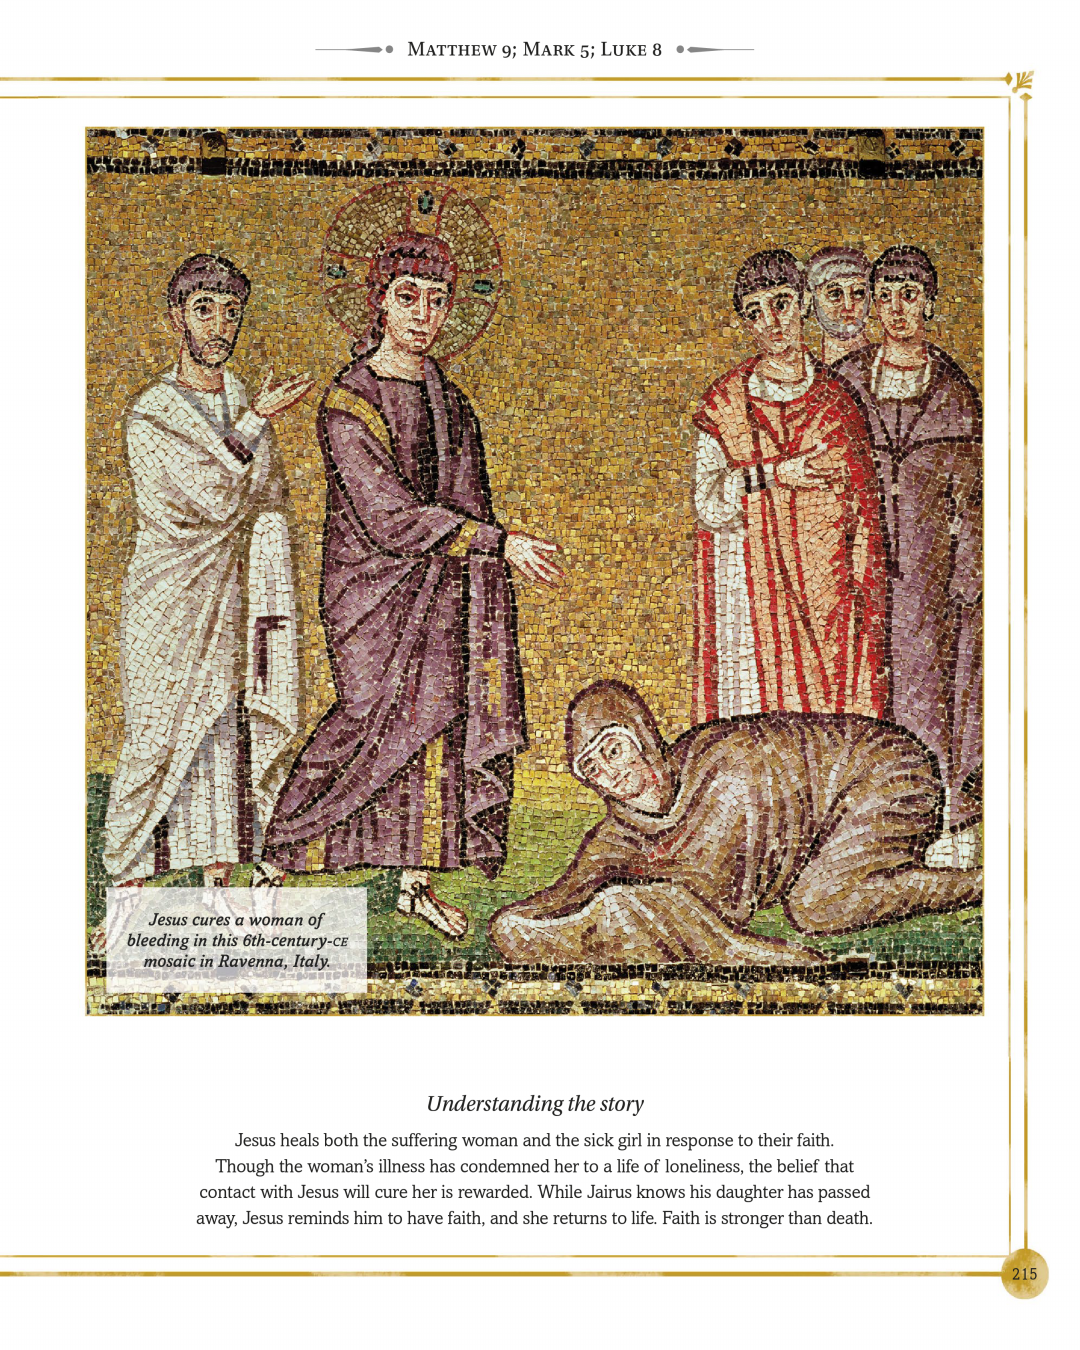 Matthew 9; Mark 5; Luke 8
Jesus cures a woman of
bleeding in this 6th-century-CE
mosaic in Ravenna, Italy.
Understanding the story
Jesus heals both the suffering woman and the sick girl in response to their faith.
Though the woman’s illness has condemned her to a life of loneliness, the belief that
contact with Jesus will cure her is rewarded. While Jairus knows his daughter has passed
away, Jesus reminds him to have faith, and she returns to life. Faith is stronger than death.
215